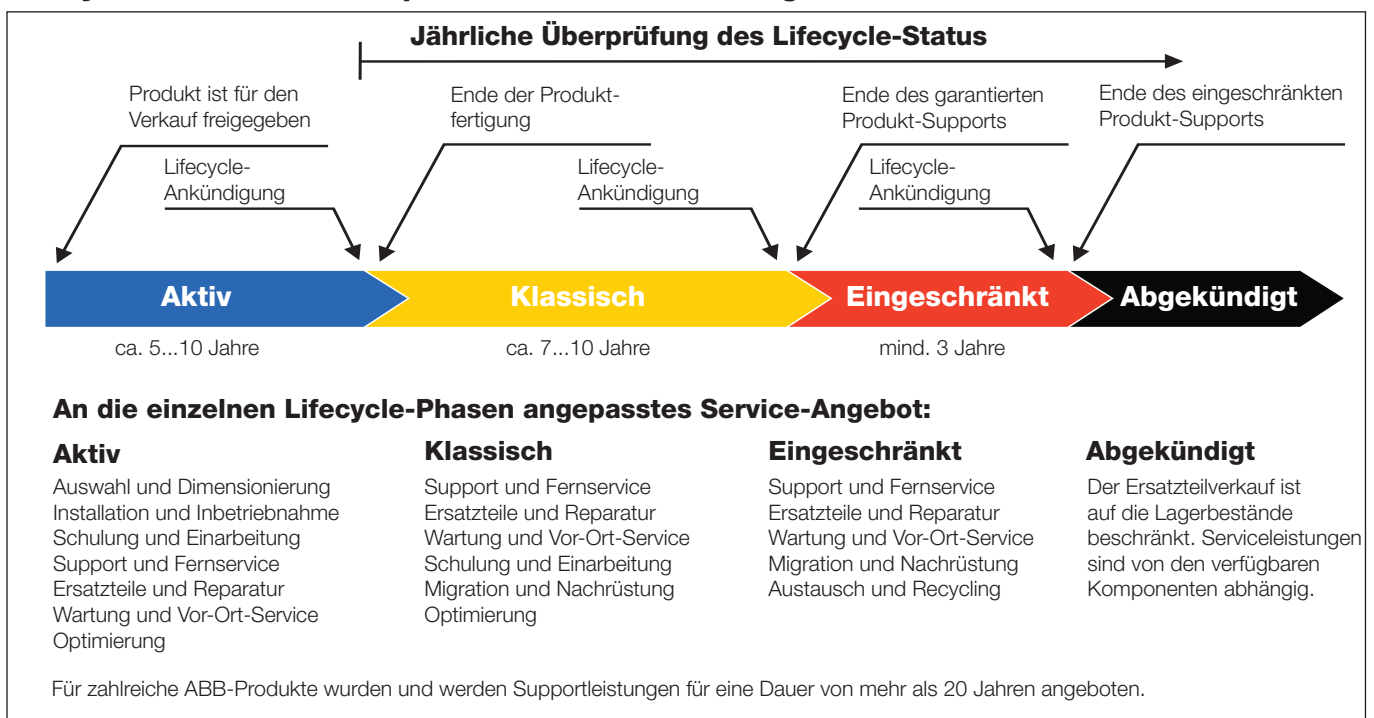 Jährliche Überprüfung des Lifecycle-Status
Produkt ist für den
Verkauf freigegeben
Ende der Produkt-
fertigung
Ende des garantierten
Produkt-Supports
Ende des eingeschränkten
Produkt-Supports
Lifecycle-
Ankündigung
Lifecycle-
Ankündigung
Lifecycle-
Ankündigung
Aktiv
Klassisch
Eingeschränkt
Abgekündigt
ca. 5...10 Jahre
ca. 7...10 Jahre
mind. 3 Jahre
An die einzelnen Lifecycle-Phasen angepasstes Service-Angebot:
Aktiv
Auswahl und Dimensionierung
Installation und Inbetriebnahme
Schulung und Einarbeitung
Support und Fernservice
Ersatzteile und Reparatur
Wartung und Vor-Ort-Service
Optimierung
Klassisch
Support und Fernservice
Ersatzteile und Reparatur
Wartung und Vor-Ort-Service
Schulung und Einarbeitung
Migration und Nachrüstung
Optimierung
Eingeschränkt
Support und Fernservice
Ersatzteile und Reparatur
Wartung und Vor-Ort-Service
Migration und Nachrüstung
Austausch und Recycling
Abgekündigt
Der Ersatzteilverkauf ist
auf die Lagerbestände
beschränkt. Serviceleistungen
sind von den verfügbaren
Komponenten abhängig.
Für zahlreiche ABB-Produkte wurden und werden Supportleistungen für eine Dauer von mehr als 20 Jahren angeboten.